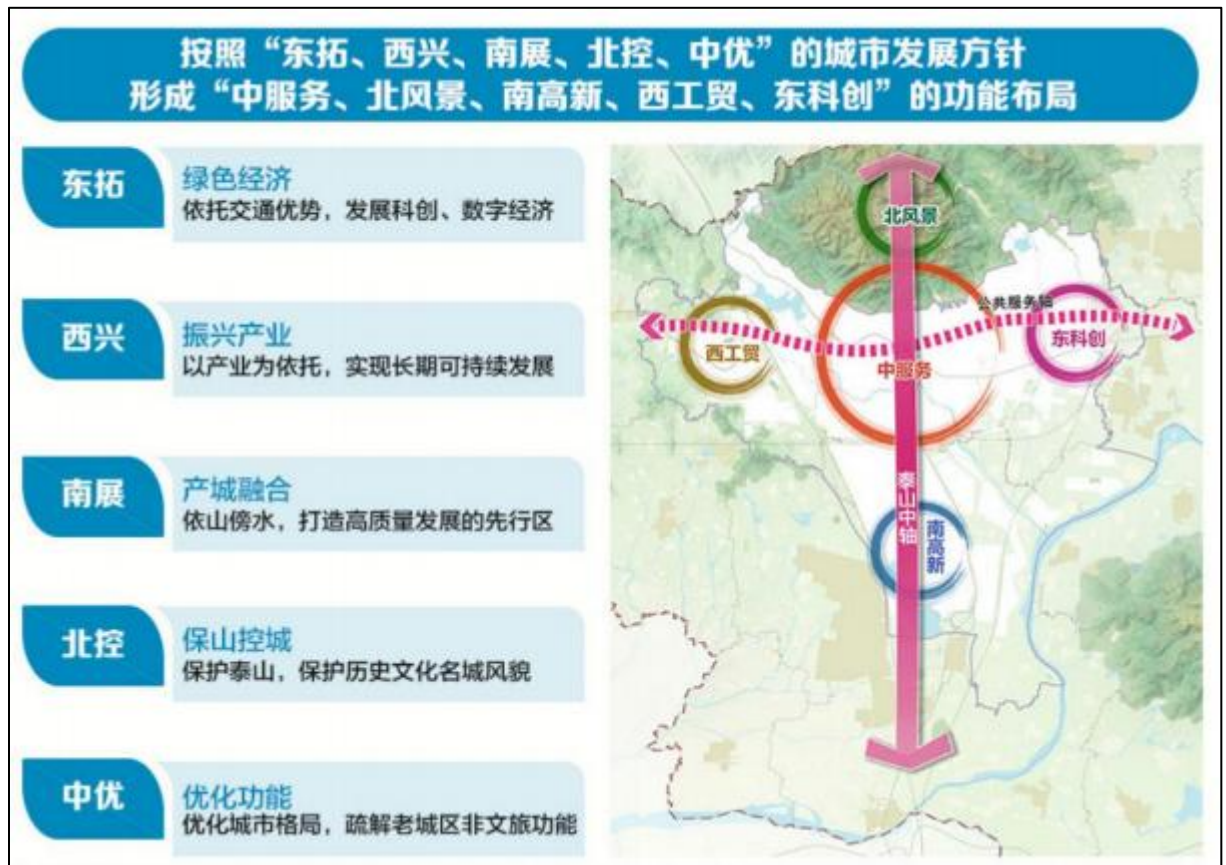 按照“东拓、西兴、南展、北控、中优”的城市发展方针
形成“中服务、北风景、南高新、西工贸、东科创”的功能布局
东拓
绿色经济
依托交通优势，发展科创、数字经济
西兴
振兴产业
以产业为依托，实现长期可持续发展
南展
产城融合
依山傍水，打造高质量发展的先行区
北控
保山控城
保护泰山，保护历史文化名城风貌
中优
优化功能
优化城市格局，疏解老城区非文旅功能
北风景
公共服务轴
西工贸
中服务
东科创
泰山中轴
南高新